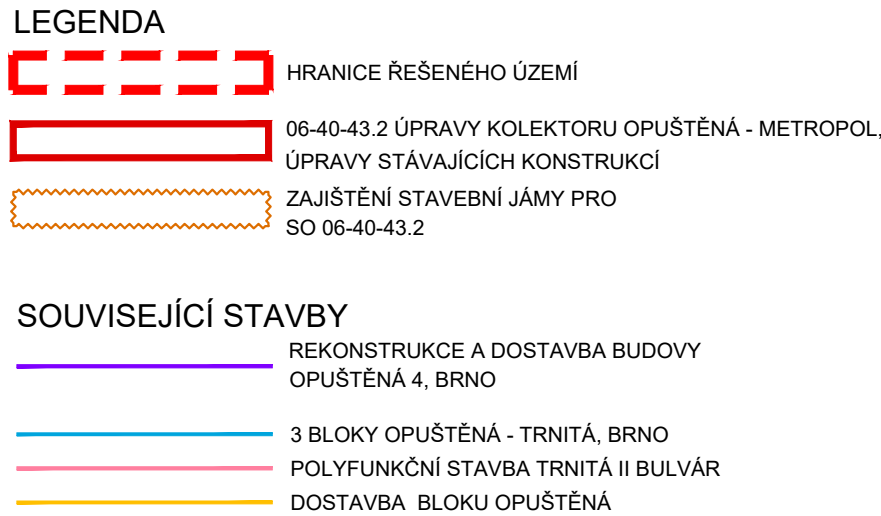 LEGENDA
HRANICE ŘEŠENÉHO ÚZEMÍ
06-40-43.2 ÚPRAVY KOLEKTORU OPUŠTĚNÁ - METROPOL,
ÚPRAVY STÁVAJÍCÍCH KONSTRUKCÍ
ZAJIŠTĚNÍ STAVEBNÍ JÁMY PRO
SO 06-40-43.2
SOUVISEJÍCÍ STAVBY
REKONSTRUKCE A DOSTAVBA BUDOVY
OPUŠTĚNÁ 4, BRNO
3 BLOKY OPUŠTĚNÁ - TRNITÁ, BRNO
POLYFUNKČNÍ STAVBA TRNITÁ II BULVÁR
DOSTAVBA BLOKU OPUŠTĚNÁ